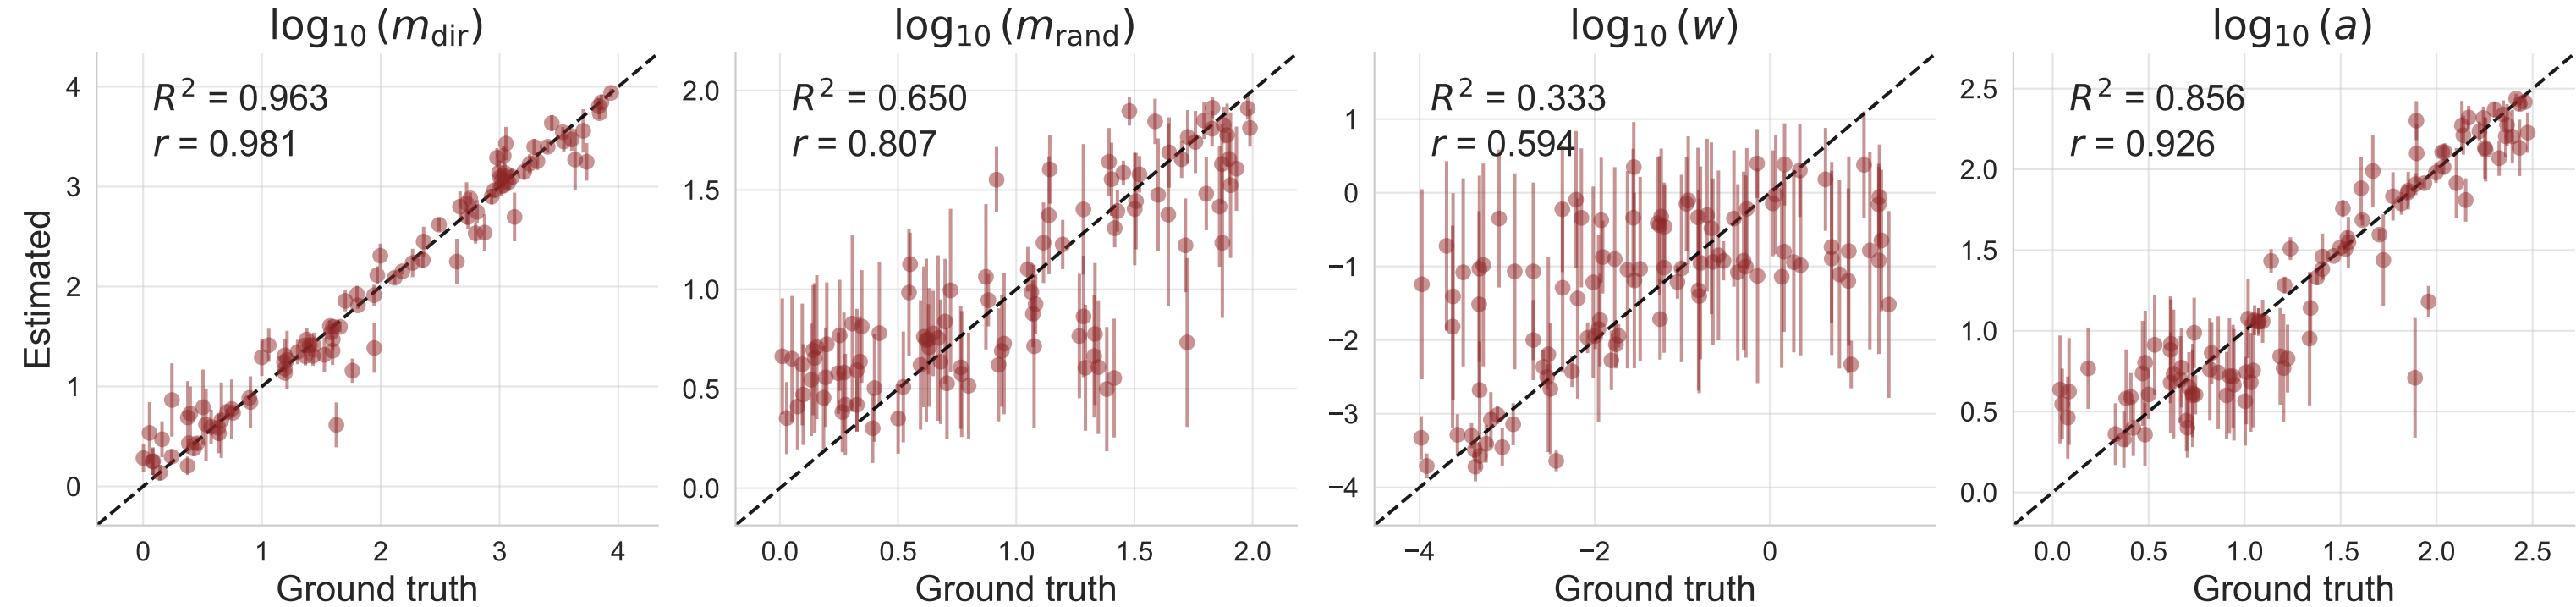 log₁₀ (m_dir)
R² = 0.963
r = 0.981
4
3
2
1
0
0 1 2 3 4
Estimated
Ground truth
log₁₀ (m_rand)
R² = 0.650
r = 0.807
2.0
1.5
1.0
0.5
0.0
0.0 0.5 1.0 1.5 2.0
Ground truth
log₁₀ (w)
R² = 0.333
r = 0.594
1
0
−1
−2
−3
−4
−4 −2 0
Ground truth
log₁₀ (a)
R² = 0.856
r = 0.926
2.5
2.0
1.5
1.0
0.5
0.0
0.0 0.5 1.0 1.5 2.0 2.5
Ground truth